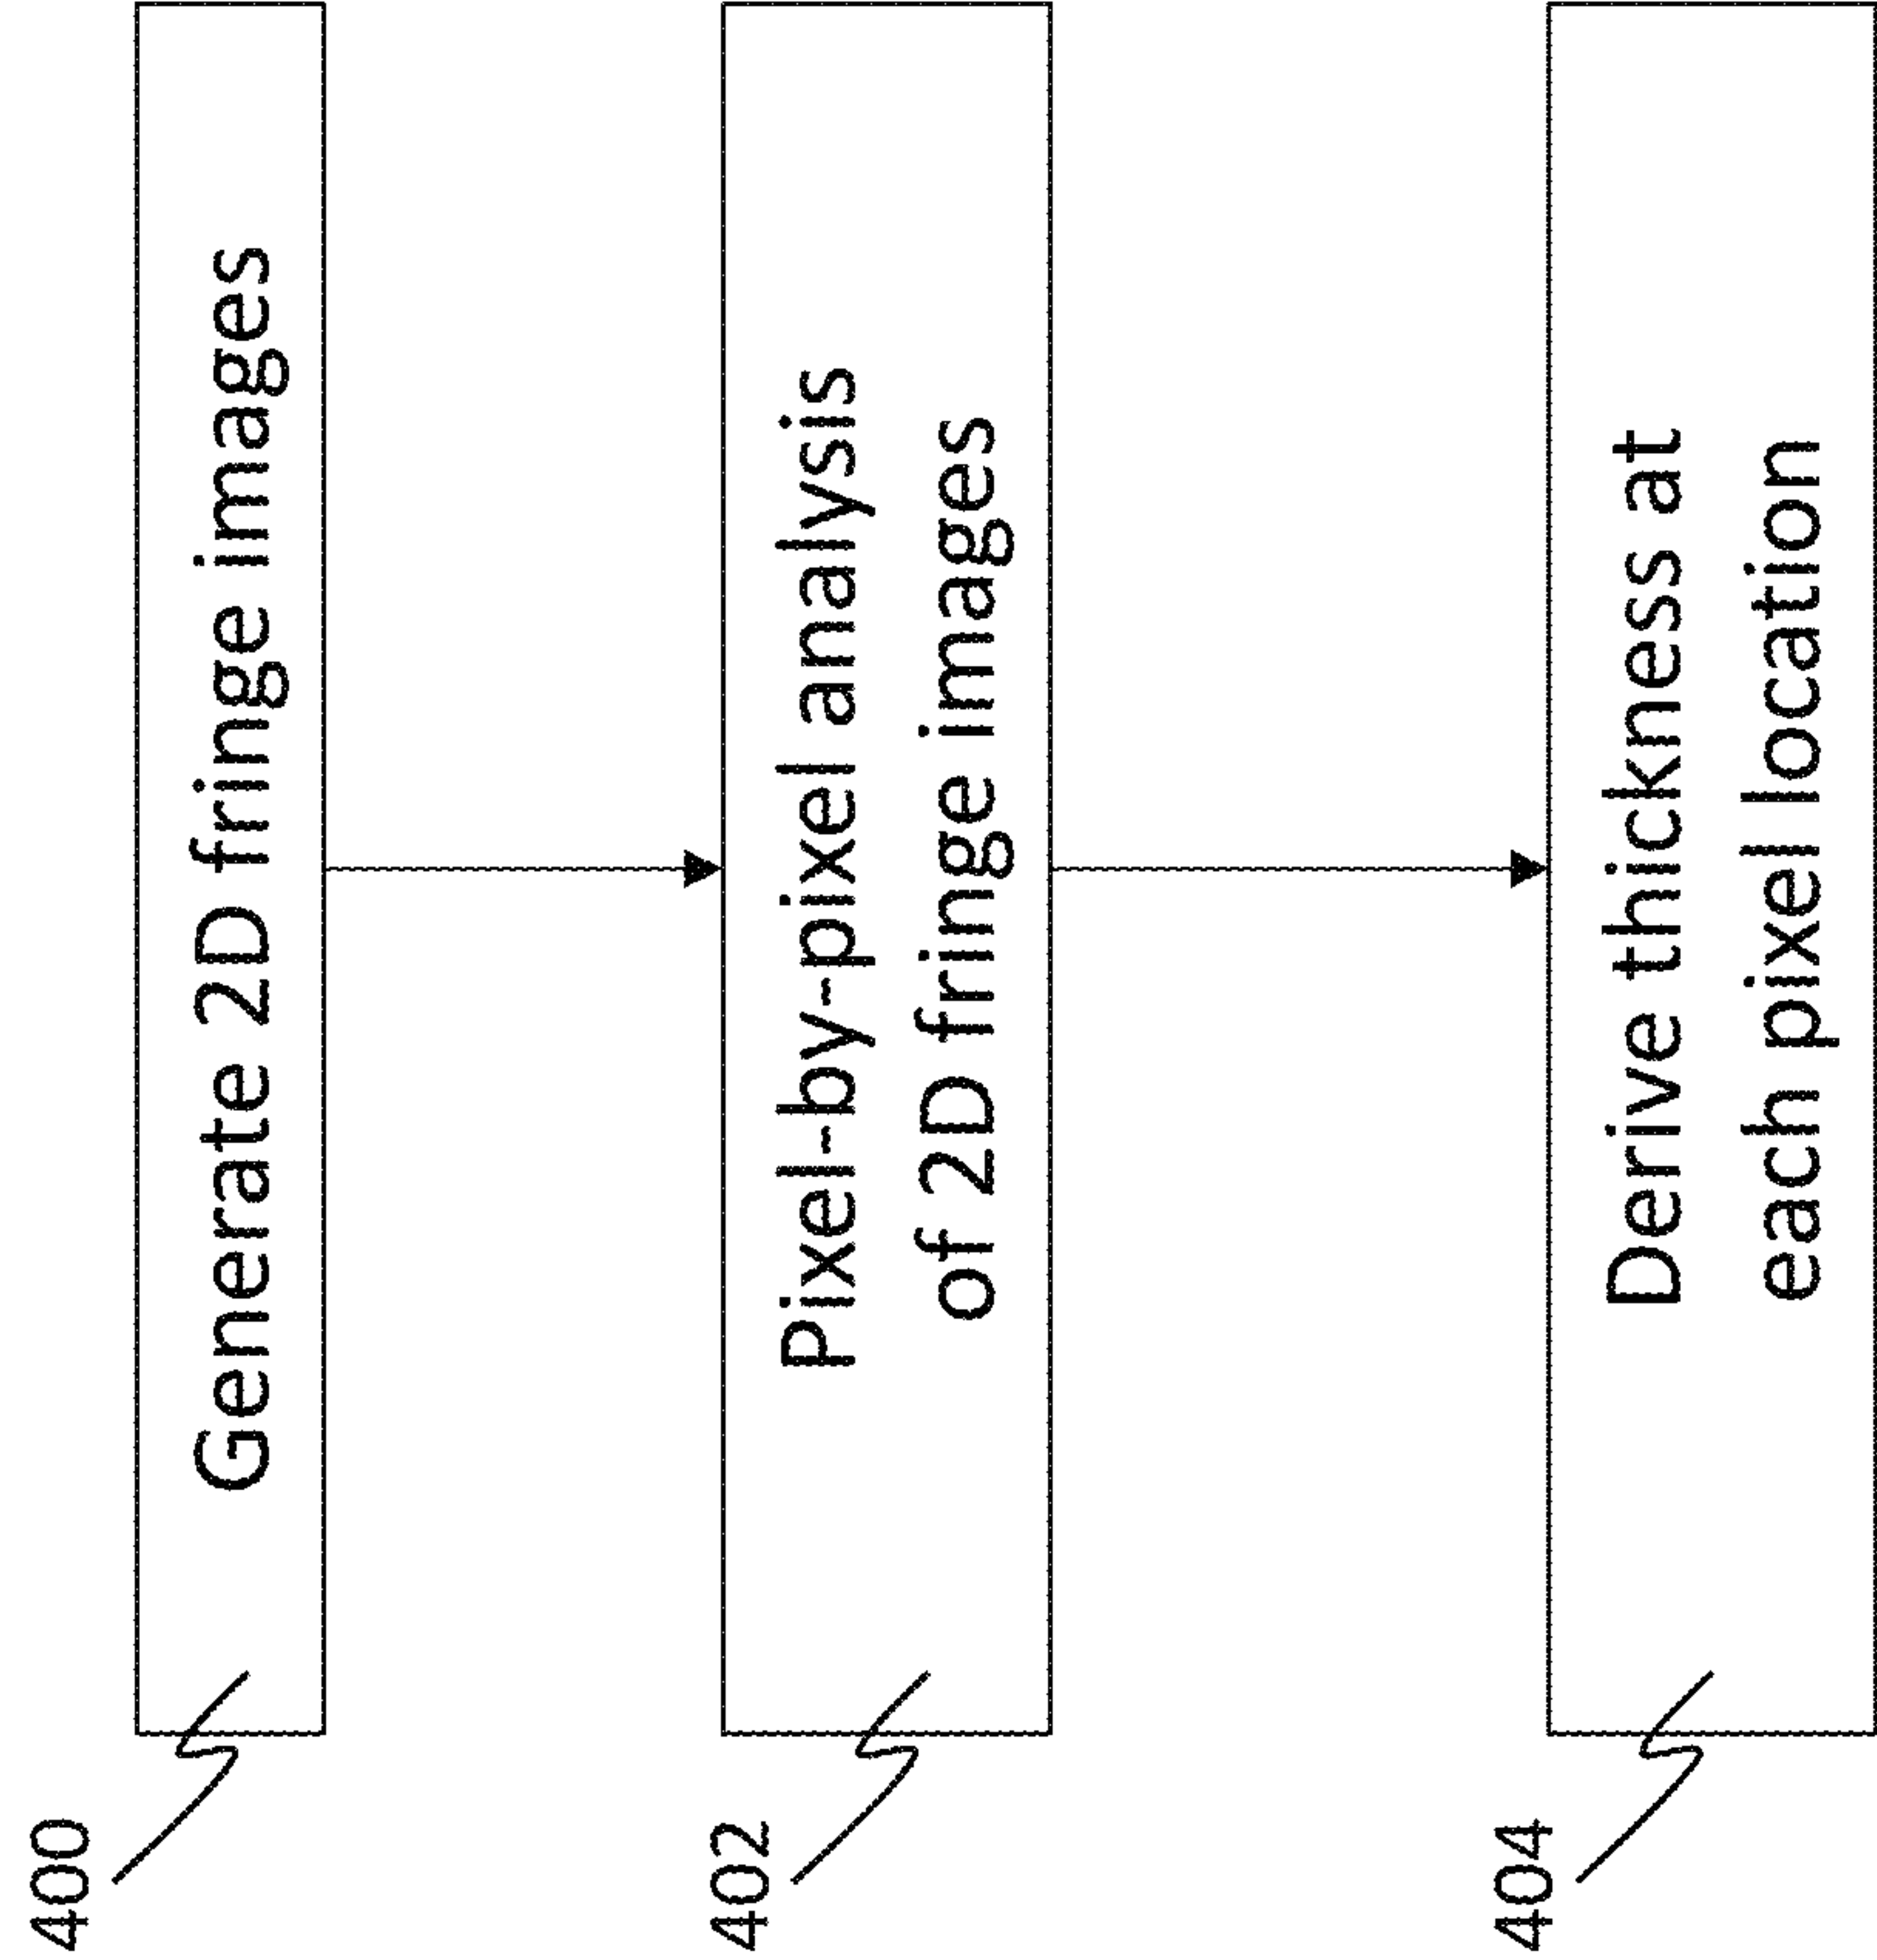 400
Generate 2D fringe images
402
Pixel-by-pixel analysis
of 2D fringe images
404
Derive thickness at
each pixel location